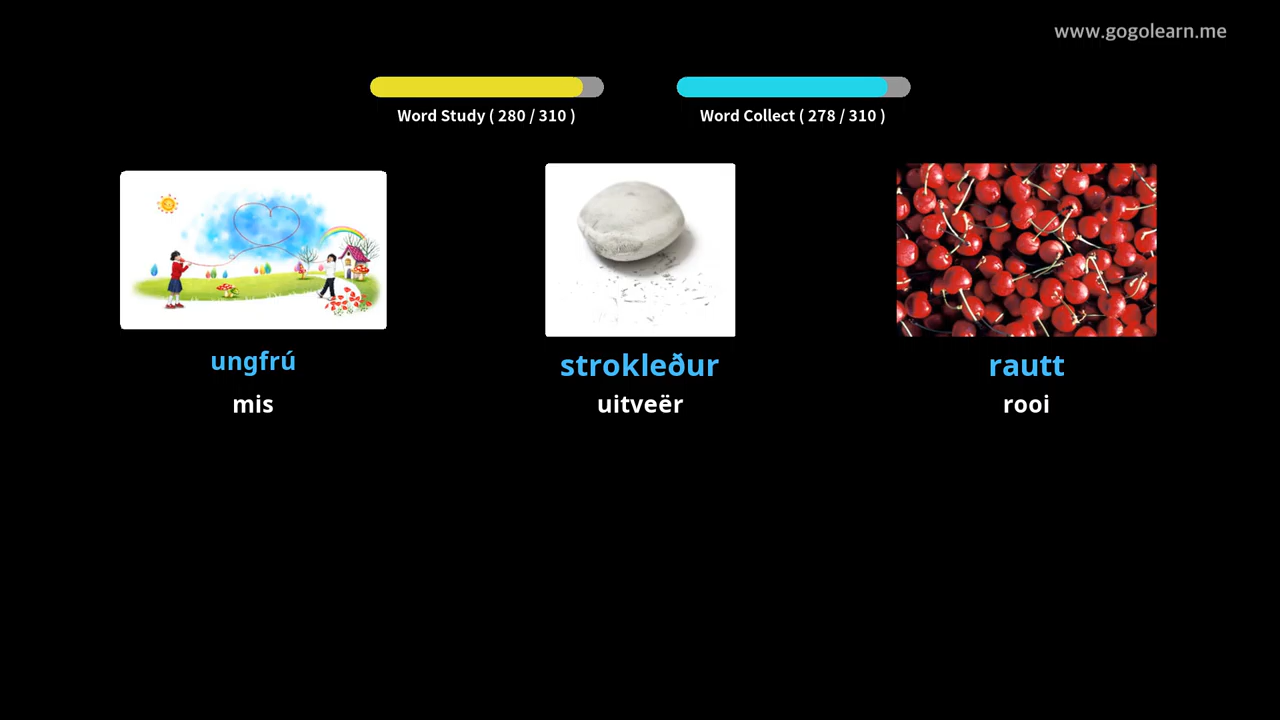 www.gogolearn.me
Word Study ( 280 / 310 )
Word Collect ( 278 / 310 )
ungfrú
strokleður
rautt
mis
uitveër
rooi